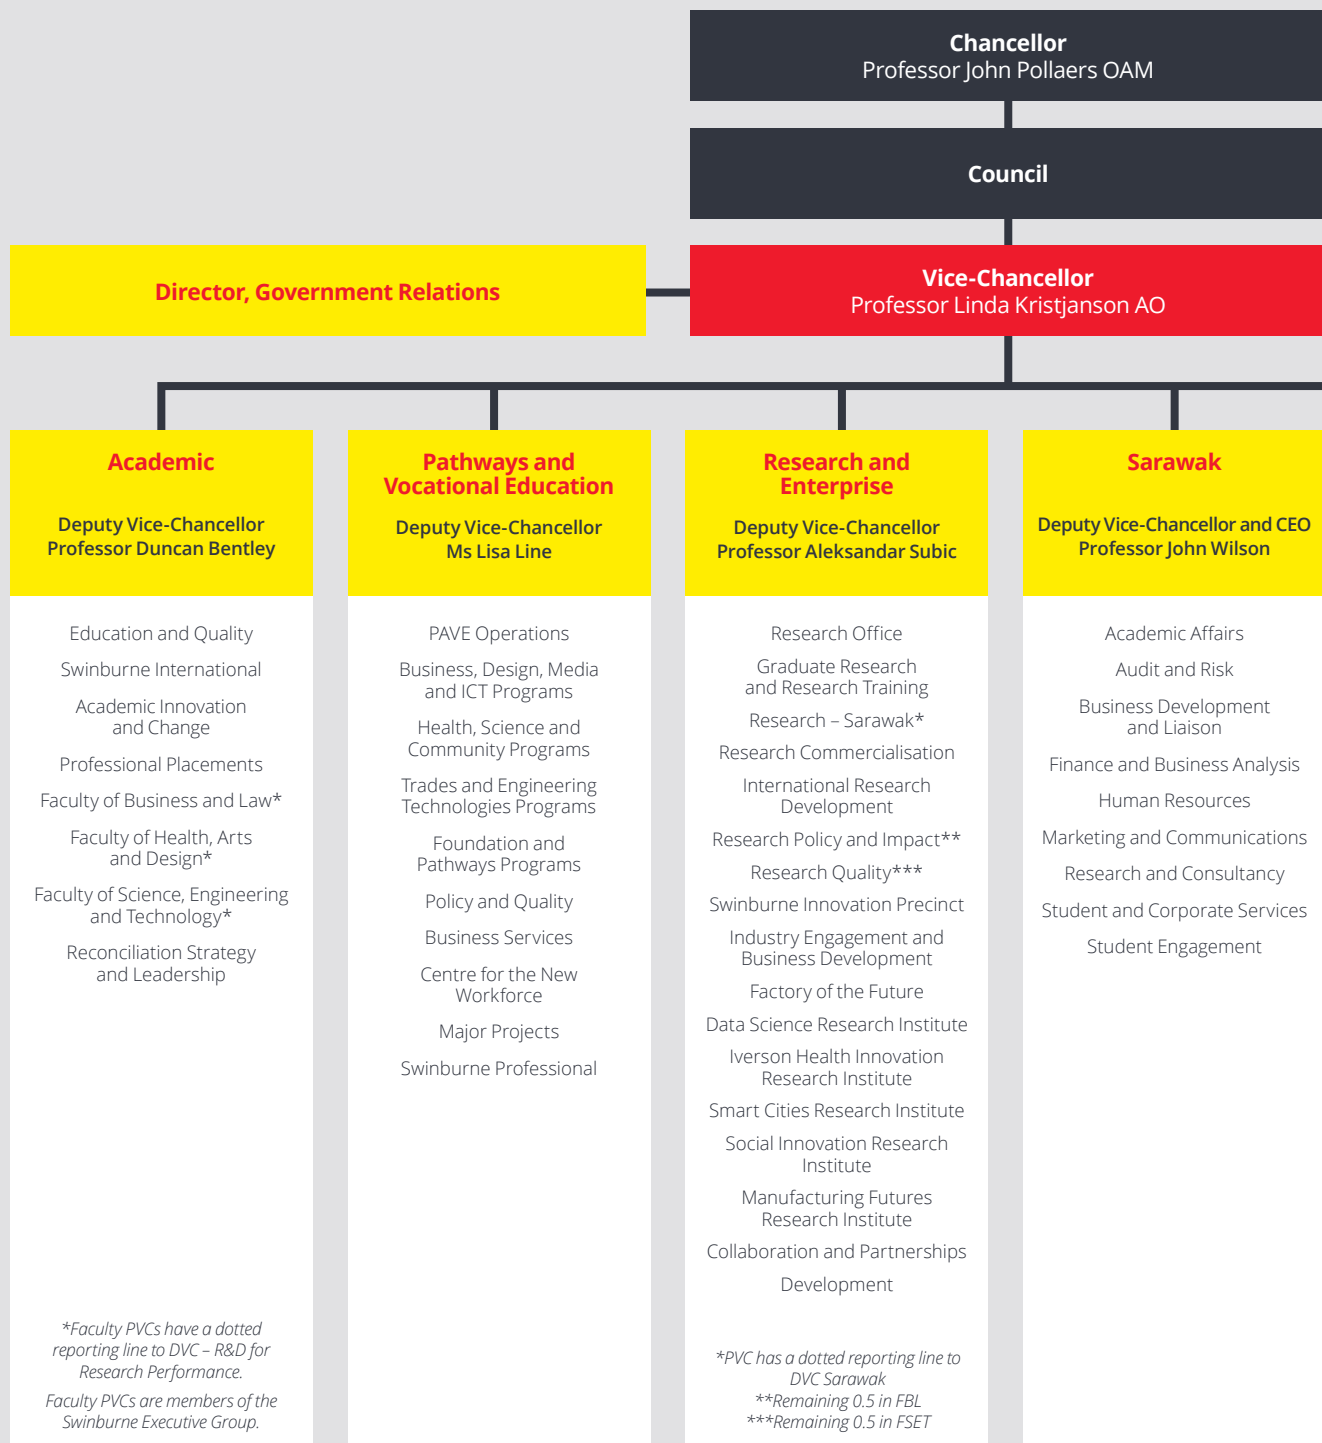 Chancellor
Professor John Pollaers OAM
Council
Director, Government Relations
Vice-Chancellor
Professor Linda Kristjanson AO
Academic
Deputy Vice-Chancellor
Professor Duncan Bentley
Education and Quality
Swinburne International
Academic Innovation
and Change
Professional Placements
Faculty of Business and Law*
Faculty of Health, Arts
and Design*
Faculty of Science, Engineering
and Technology*
Reconciliation Strategy
and Leadership
*Faculty PVCs have a dotted
reporting line to DVC – R&D for
Research Performance.
Faculty PVCs are members of the
Swinburne Executive Group.
Pathways and
Vocational Education
Deputy Vice-Chancellor
Ms Lisa Line
PAVE Operations
Business, Design, Media
and ICT Programs
Health, Science and
Community Programs
Trades and Engineering
Technologies Programs
Foundation and
Pathways Programs
Policy and Quality
Business Services
Centre for the New
Workforce
Major Projects
Swinburne Professional
Research and
Enterprise
Deputy Vice-Chancellor
Professor Aleksandar Subic
Research Office
Graduate Research
and Research Training
Research – Sarawak*
Research Commercialisation
International Research
Development
Research Policy and Impact**
Research Quality***
Swinburne Innovation Precinct
Industry Engagement and
Business Development
Factory of the Future
Data Science Research Institute
Iverson Health Innovation
Research Institute
Smart Cities Research Institute
Social Innovation Research
Institute
Manufacturing Futures
Research Institute
Collaboration and Partnerships
Development
*PVC has a dotted reporting line to
DVC Sarawak
**Remaining 0.5 in FBL
***Remaining 0.5 in FSET
Sarawak
Deputy Vice-Chancellor and CEO
Professor John Wilson
Academic Affairs
Audit and Risk
Business Development
and Liaison
Finance and Business Analysis
Human Resources
Marketing and Communications
Research and Consultancy
Student and Corporate Services
Student Engagement